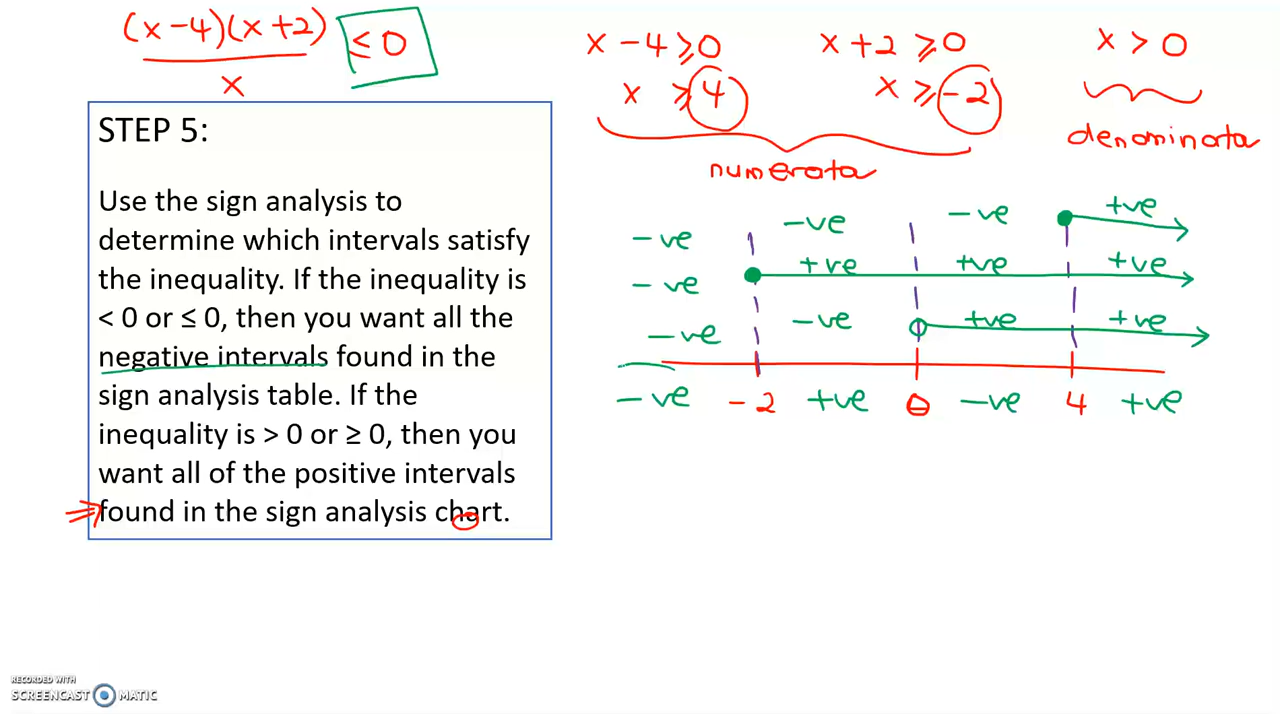 (x-4)(x+2) ≤ 0
x
x-4≥0 x+2≥0 x>0
x ≥ 4 x ≥ -2
numerata
denominata
STEP 5:
Use the sign analysis to
determine which intervals satisfy
the inequality. If the inequality is
< 0 or ≤ 0, then you want all the
negative intervals found in the
sign analysis table. If the
inequality is > 0 or ≥ 0, then you
want all of the positive intervals
found in the sign analysis chart.
-ve -ve -ve +ve
-ve +ve +ve +ve
-ve -ve +ve +ve
-ve -2 +ve 0 -ve 4 +ve
RECORDED WITH
SCREENCAST MATIC